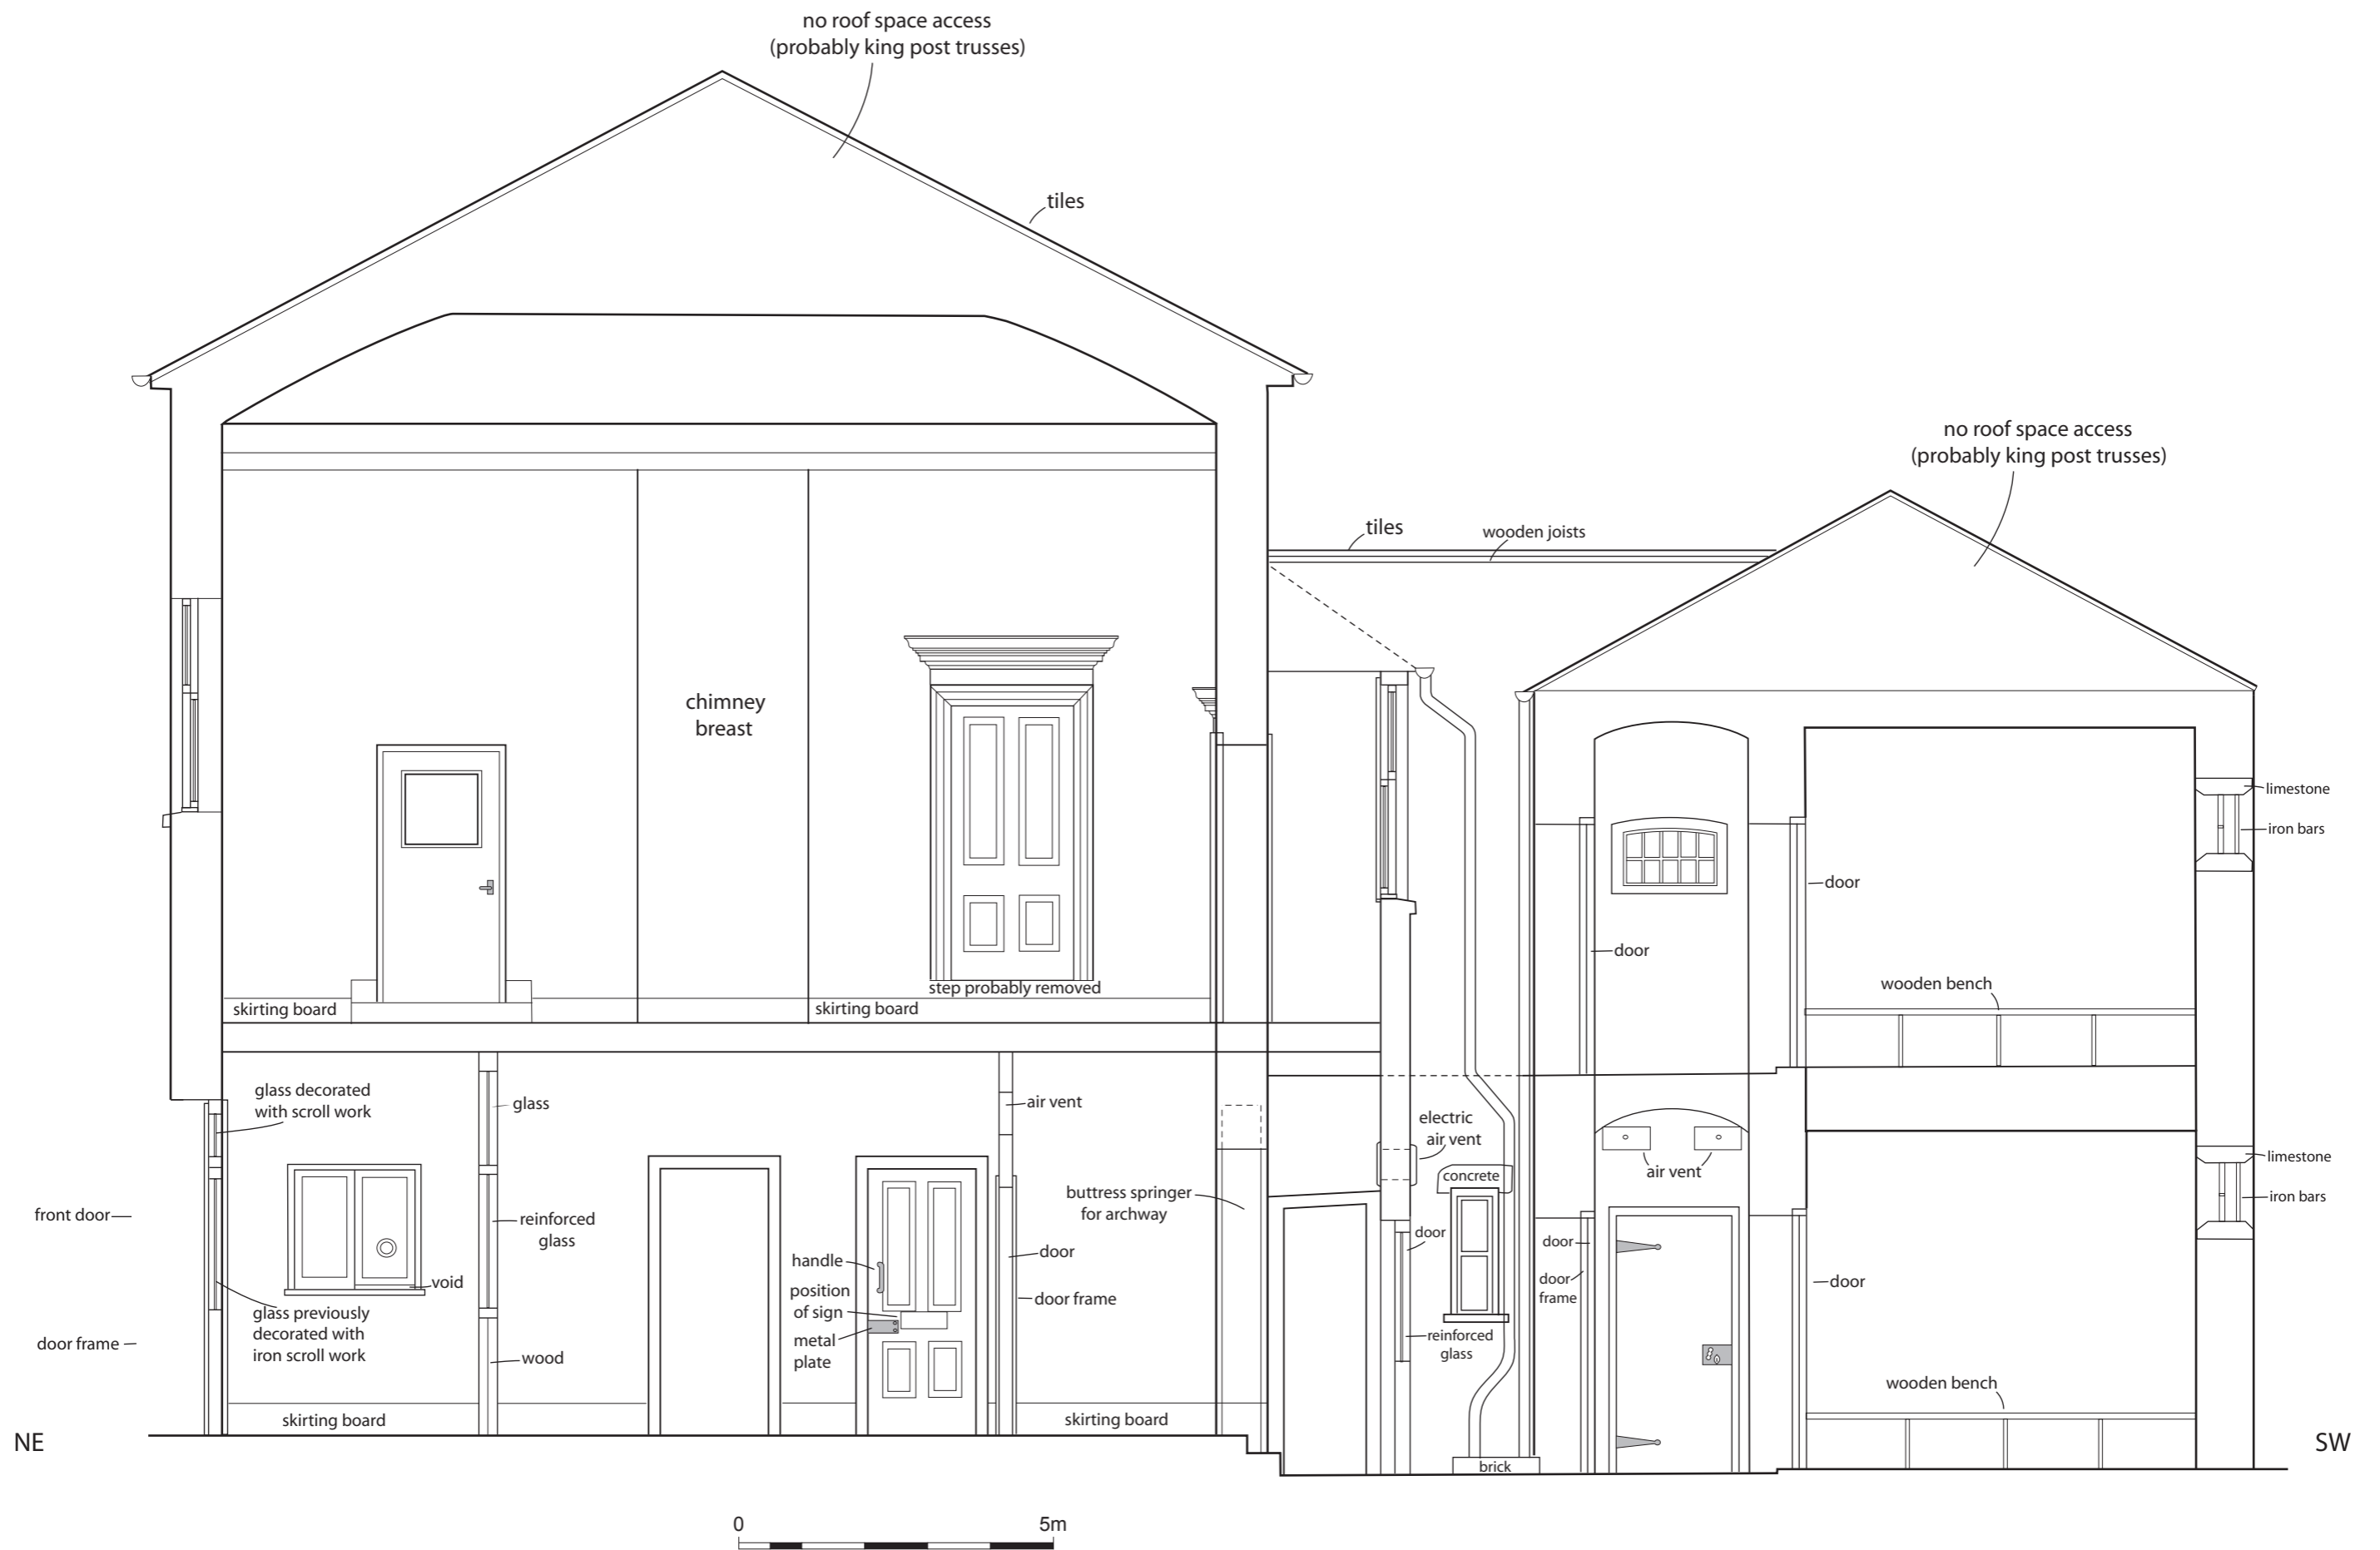 no roof space access
(probably king post trusses)
tiles
no roof space access
(probably king post trusses)
tiles
wooden joists
chimney
breast
limestone
iron bars
door
door
wooden bench
step probably removed
skirting board
skirting board
glass decorated
with scroll work
glass
air vent
electric
air vent
concrete
air vent
limestone
iron bars
buttress springer
for archway
front door
reinforced
glass
door
door
door
door
frame
door
handle
void
position
of sign
door frame
glass previously
decorated with
iron scroll work
metal
plate
reinforced
glass
door frame
wood
wooden bench
skirting board
skirting board
brick
NE
SW
0
5m